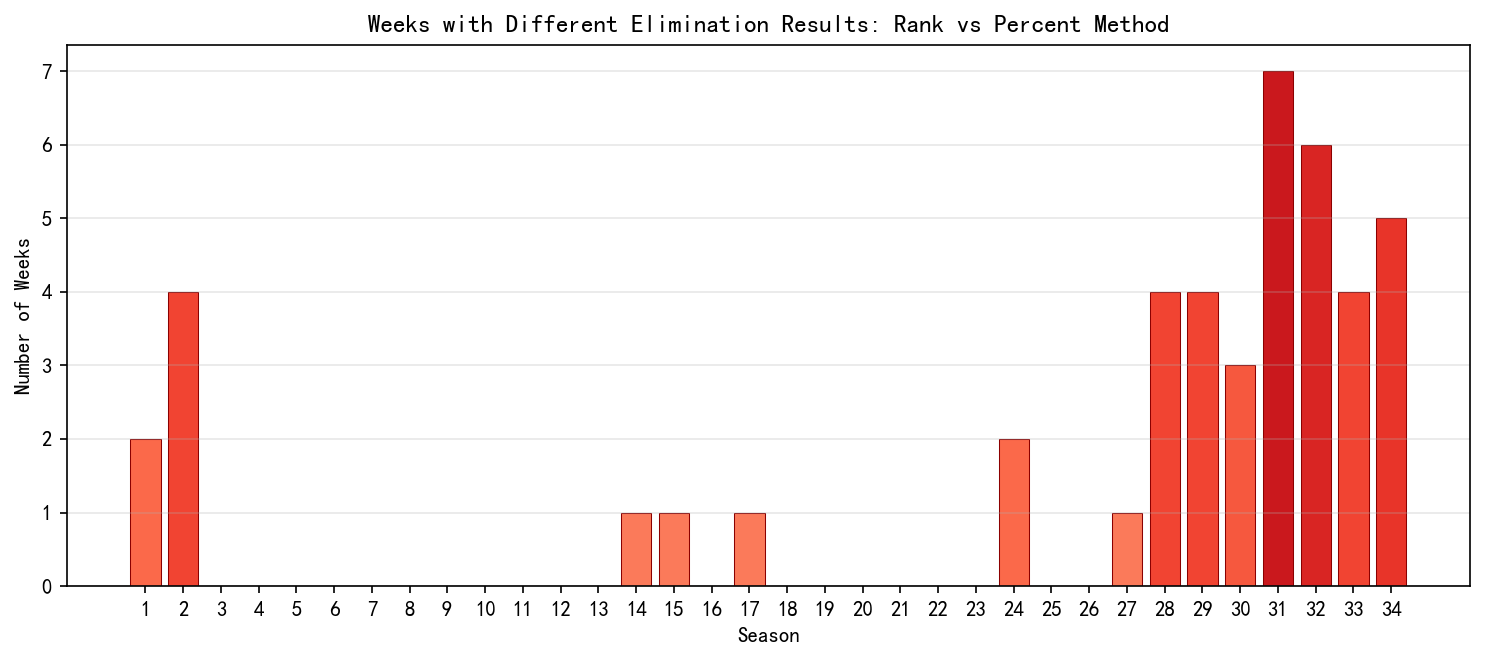 Weeks with Different Elimination Results: Rank vs Percent Method
Number of Weeks
7
6
5
4
3
2
1
0
1 2 3 4 5 6 7 8 9 10 11 12 13 14 15 16 17 18 19 20 21 22 23 24 25 26 27 28 29 30 31 32 33 34
Season